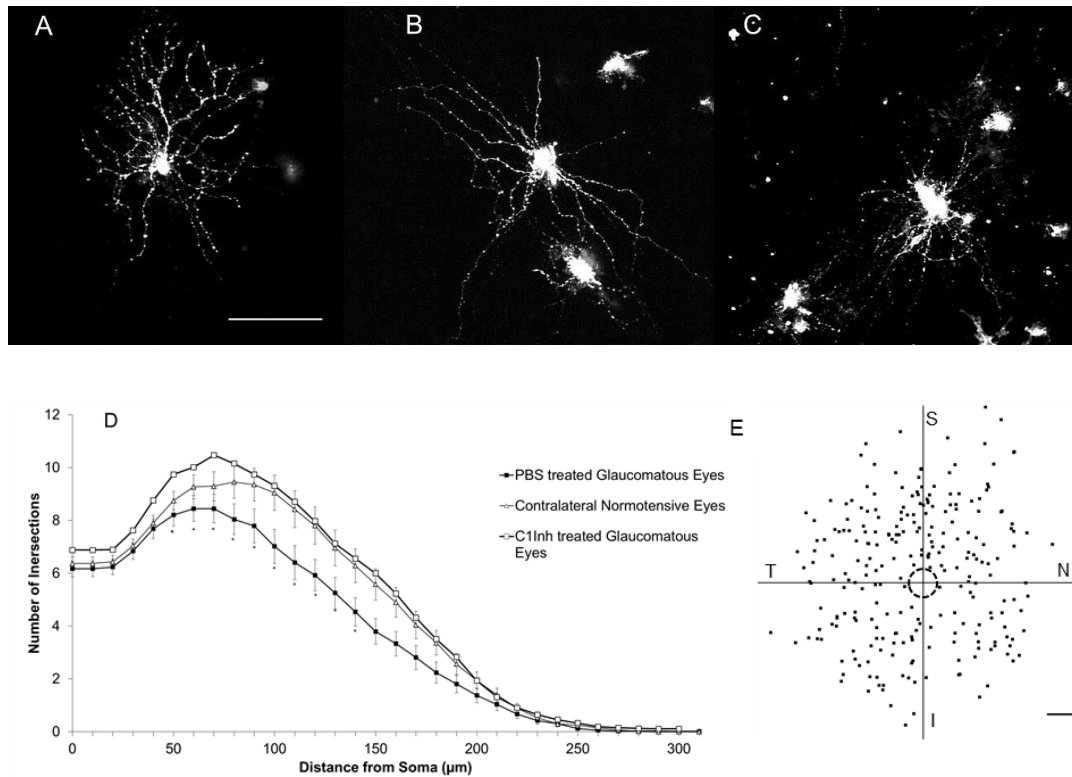 A
B
C
D
12
10
8
6
4
2
0
Number of Inersections
0 50 100 150 200 250 300
Distance from Soma (µm)
PBS treated Glaucomatous Eyes
Contralateral Normotensive Eyes
C1Inh treated Glaucomatous
Eyes
E
S
T
N
I